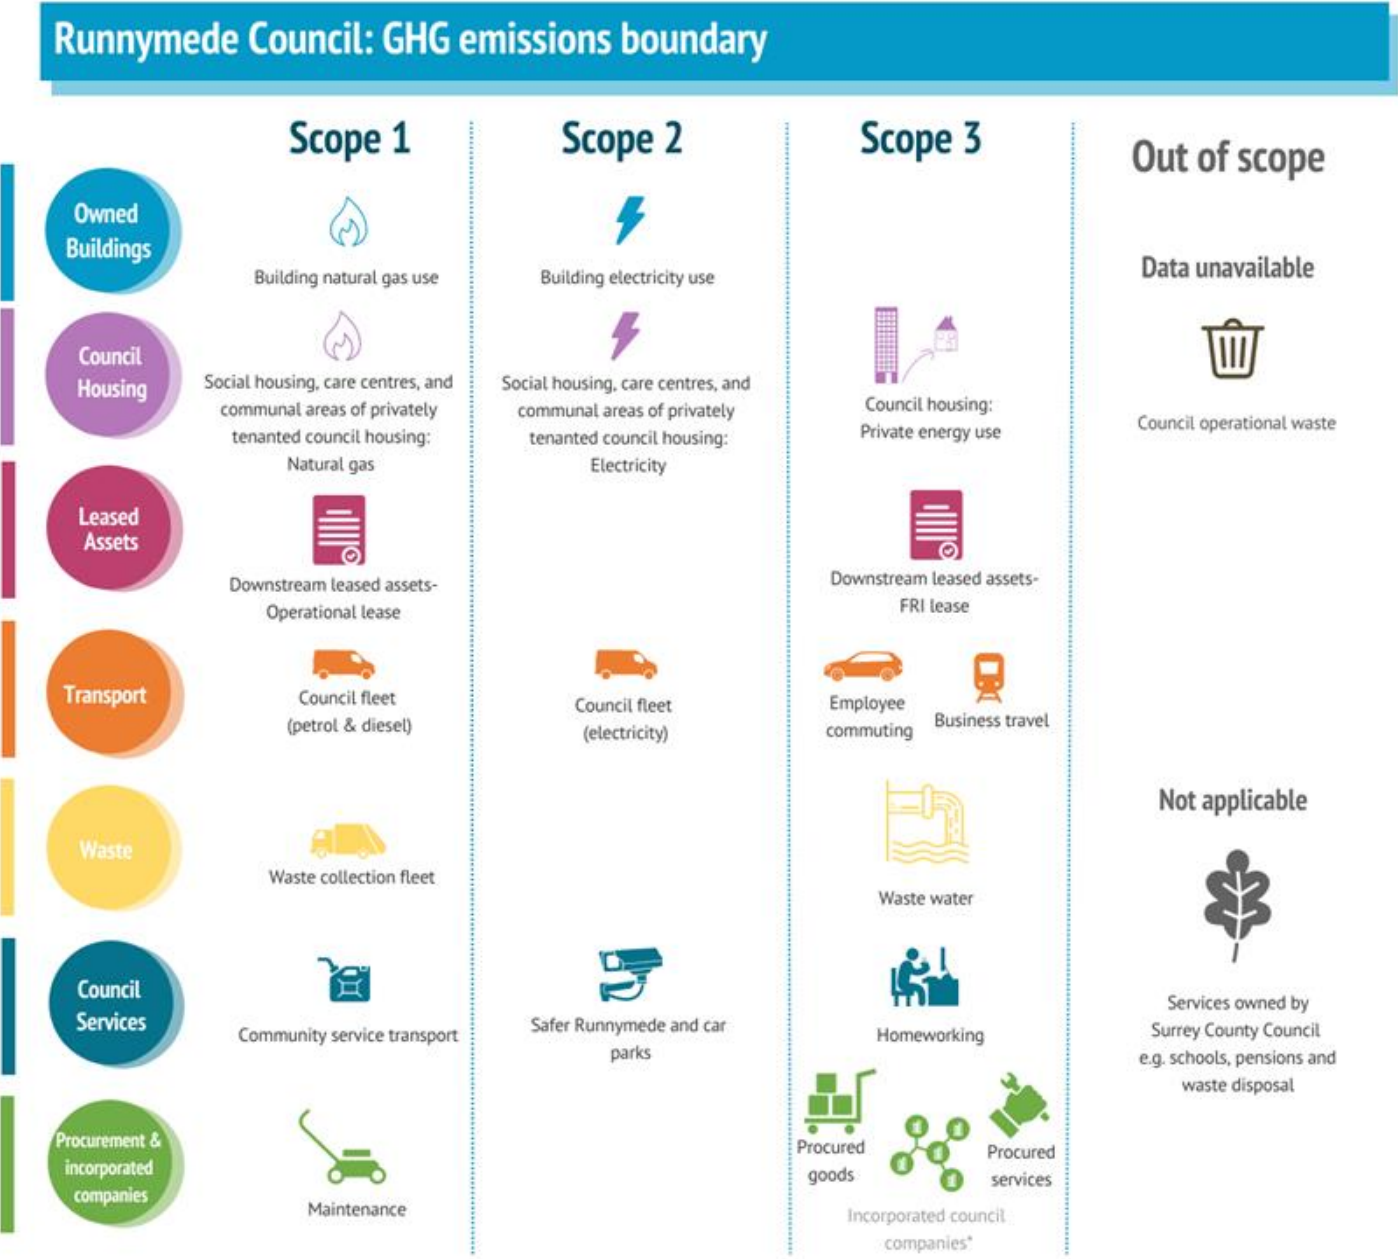 Runnymede Council: GHG emissions boundary
Scope 1
Scope 2
Scope 3
Out of scope
Owned
Buildings
Building natural gas use
Building electricity use
Data unavailable
Council
Housing
Social housing, care centres, and
communal areas of privately
tenanted council housing:
Natural gas
Social housing, care centres, and
communal areas of privately
tenanted council housing:
Electricity
Council housing:
Private energy use
Council operational waste
Leased
Assets
Downstream leased assets-
Operational lease
Downstream leased assets-
FRI lease
Transport
Council fleet
(petrol & diesel)
Council fleet
(electricity)
Employee
commuting
Business travel
Waste
Waste collection fleet
Waste water
Not applicable
Council
Services
Community service transport
Safer Runnymede and car
parks
Homeworking
Services owned by
Surrey County Council
e.g. schools, pensions and
waste disposal
Procurement &
incorporated
companies
Maintenance
Procured
goods
Procured
services
Incorporated council
companies*